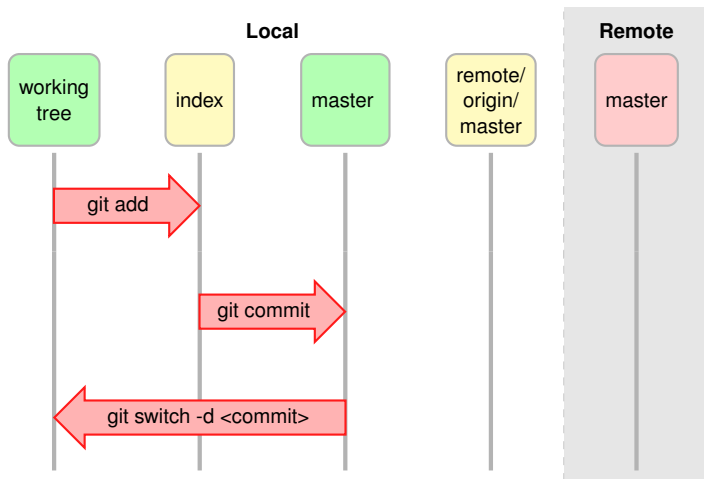 Local
Remote
working
tree
index
master
remote/
origin/
master
master
git add
git commit
git switch -d <commit>